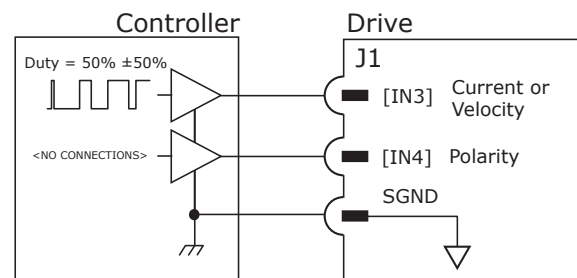 Controller
Drive
Duty = 50% ±50%
J1
[IN3]
Current or
Velocity
<NO CONNECTIONS>
[IN4]
Polarity
SGND